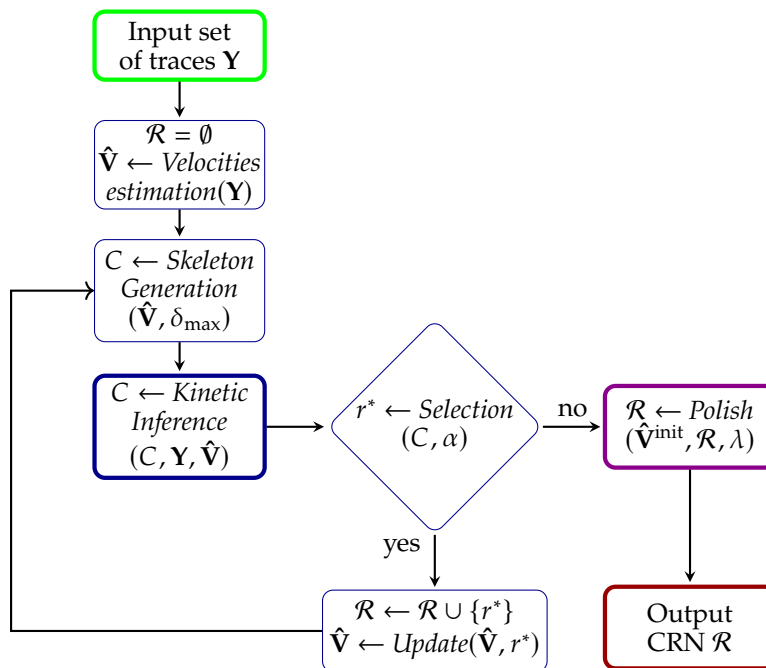 Input set
of traces 𝐘
ℛ = ∅
𝐕̂ ← Velocities
estimation(𝐘)
C ← Skeleton
Generation
(𝐕̂, δmax)
C ← Kinetic
Inference
(C, 𝐘, 𝐕̂)
r* ← Selection
(C, α)
no
ℛ ← Polish
(𝐕̂init, ℛ, λ)
yes
ℛ ← ℛ ∪ {r*}
𝐕̂ ← Update(𝐕̂, r*)
Output
CRN ℛ